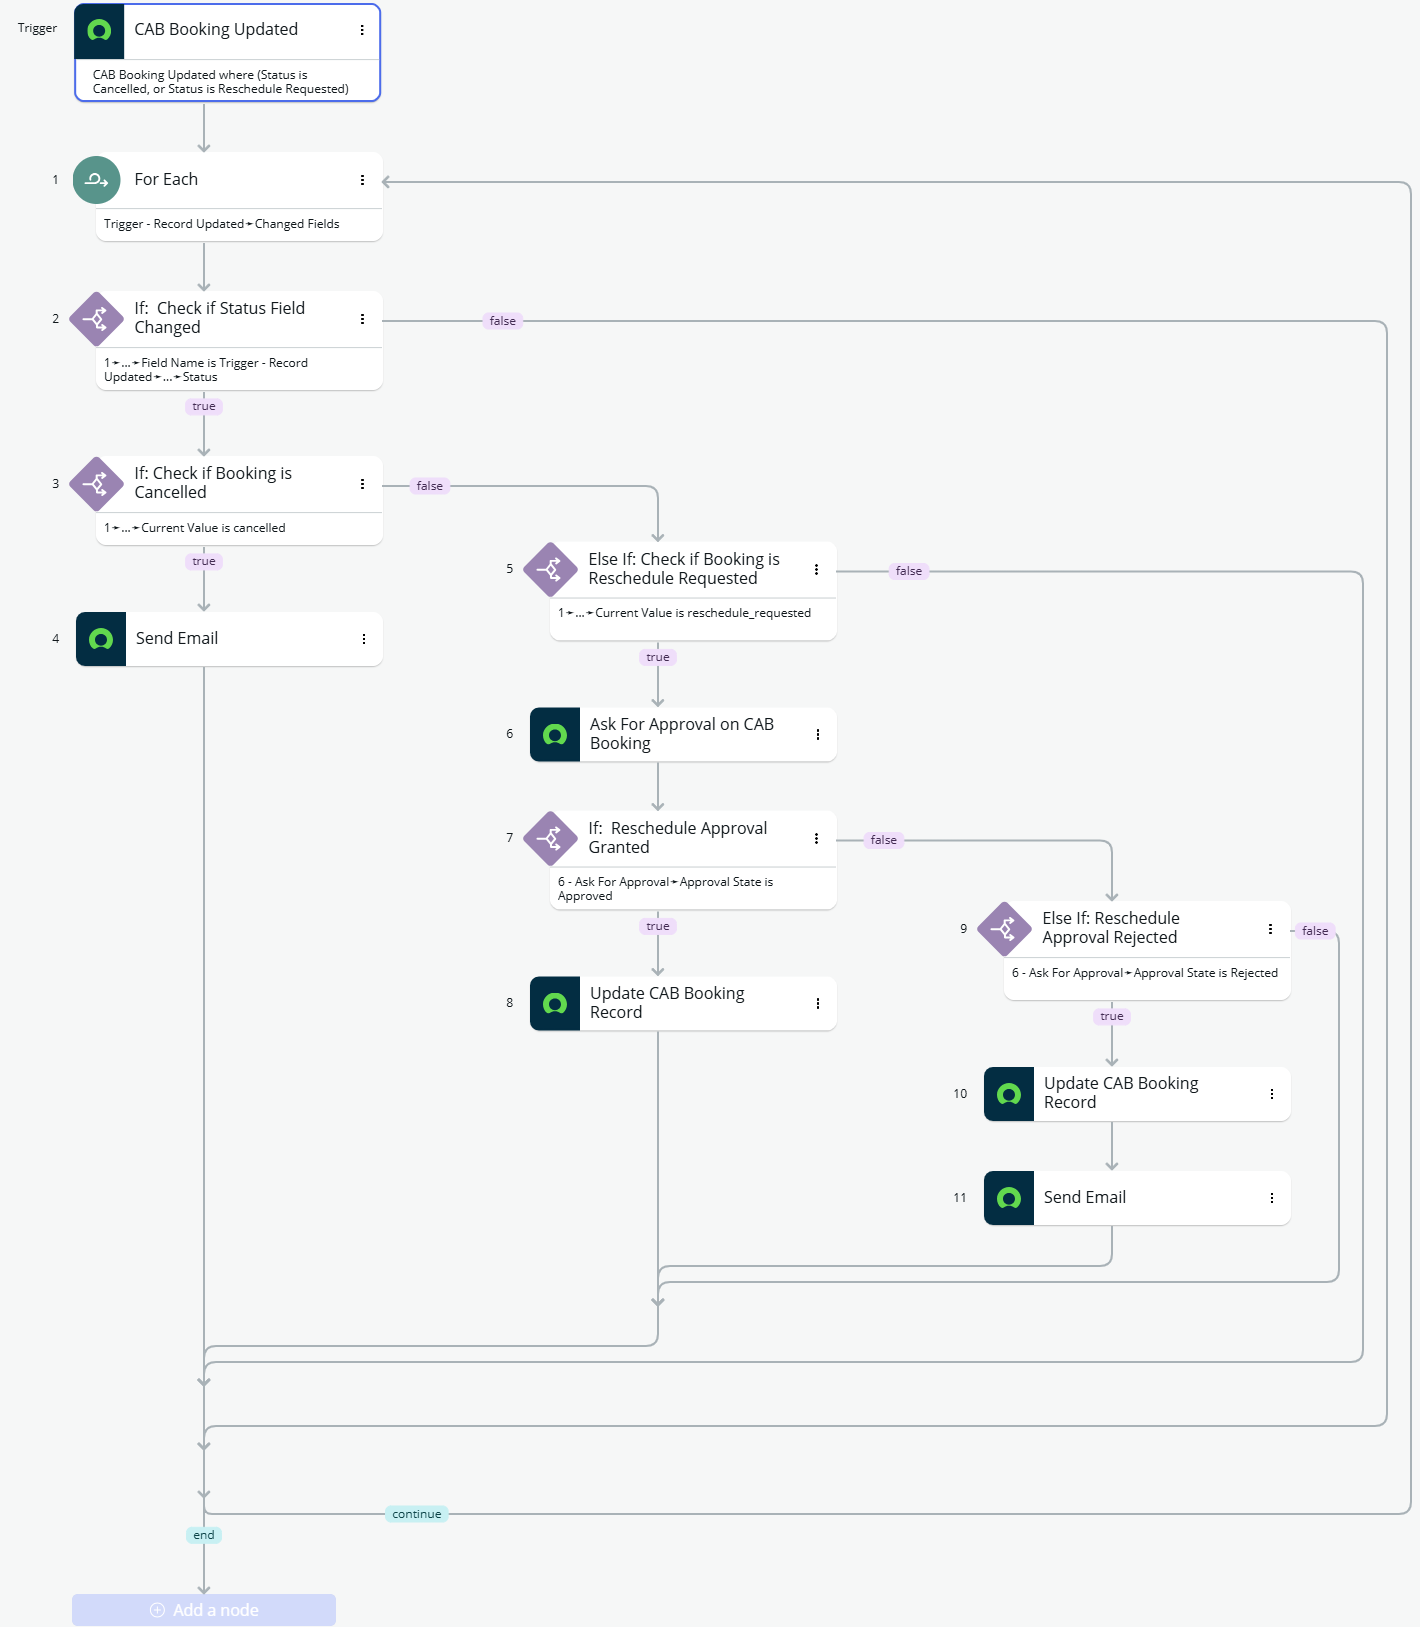 Trigger
CAB Booking Updated
CAB Booking Updated where (Status is
Cancelled, or Status is Reschedule Requested)
1
For Each
Trigger - Record Updated➛Changed Fields
2
If:  Check if Status Field
Changed
false
1➛...➛Field Name is Trigger - Record
Updated➛...➛Status
true
3
If: Check if Booking is
Cancelled
false
1➛...➛Current Value is cancelled
true
4
Send Email
5
Else If: Check if Booking is
Reschedule Requested
false
1➛...➛Current Value is reschedule_requested
true
6
Ask For Approval on CAB
Booking
7
If:  Reschedule Approval
Granted
false
6 - Ask For Approval➛Approval State is
Approved
true
8
Update CAB Booking
Record
9
Else If: Reschedule
Approval Rejected
false
6 - Ask For Approval➛Approval State is Rejected
true
10
Update CAB Booking
Record
11
Send Email
continue
end
Add a node